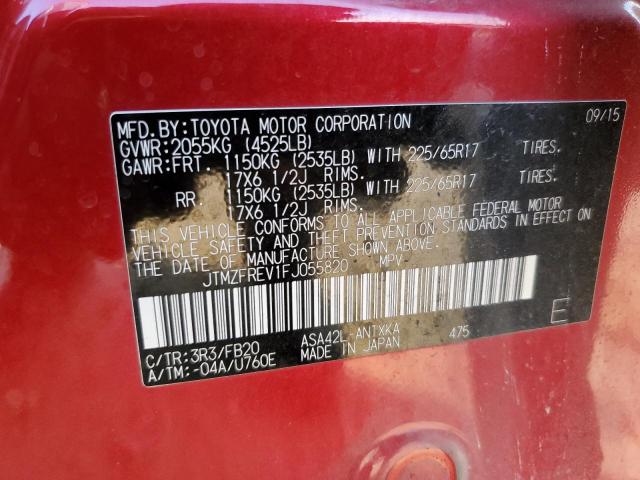 09/15
MFD.BY:TOYOTA MOTOR CORPORATION
GVWR:2055KG (4525LB)
GAWR:FRT. 1150KG (2535LB) WITH 225/65R17 TIRES.
17X6 1/2J RIMS.
RR. 1150KG (2535LB) WITH 225/65R17 TIRES.
17X6 1/2J RIMS.
THIS VEHICLE CONFORMS TO ALL APPLICABLE FEDERAL MOTOR
VEHICLE SAFETY AND THEFT PREVENTION STANDARDS IN EFFECT ON
THE DATE OF MANUFACTURE SHOWN ABOVE.
JTMZFREV1FJ055820 MPV
E
C/TR:3R3/FB20 ASA42L-ANTXKA 475
A/TM:-04A/U760E MADE IN JAPAN